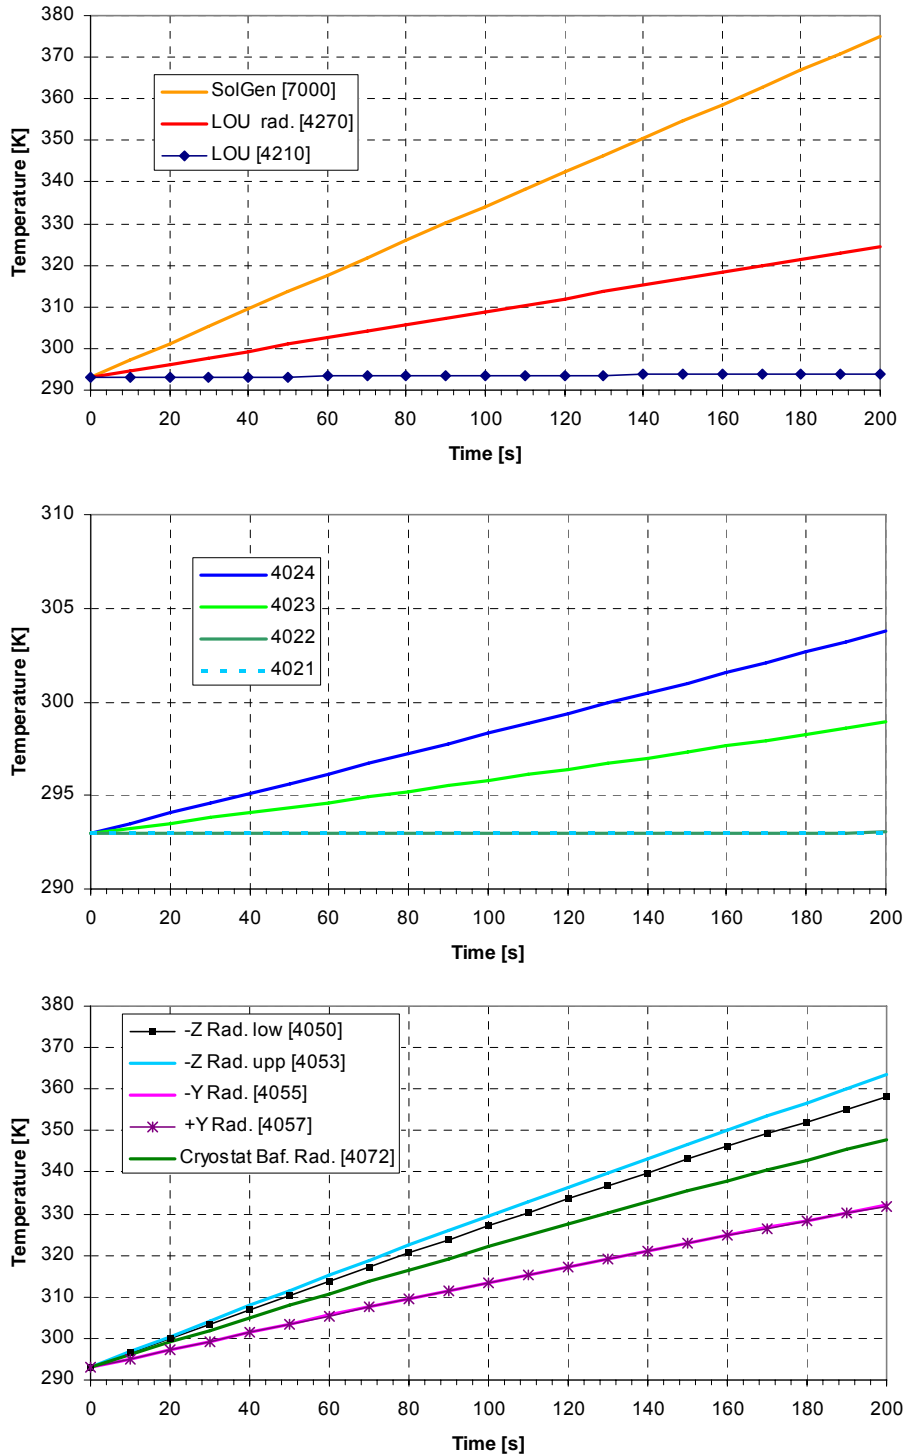 380
370
360
350
340
330
320
310
300
290
Temperature [K]
SolGen [7000]
LOU rad. [4270]
LOU [4210]
0 20 40 60 80 100 120 140 160 180 200
Time [s]
310
305
300
295
290
Temperature [K]
4024
4023
4022
4021
0 20 40 60 80 100 120 140 160 180 200
Time [s]
380
370
360
350
340
330
320
310
300
290
Temperature [K]
-Z Rad. low [4050]
-Z Rad. upp [4053]
-Y Rad. [4055]
+Y Rad. [4057]
Cryostat Baf. Rad. [4072]
0 20 40 60 80 100 120 140 160 180 200
Time [s]